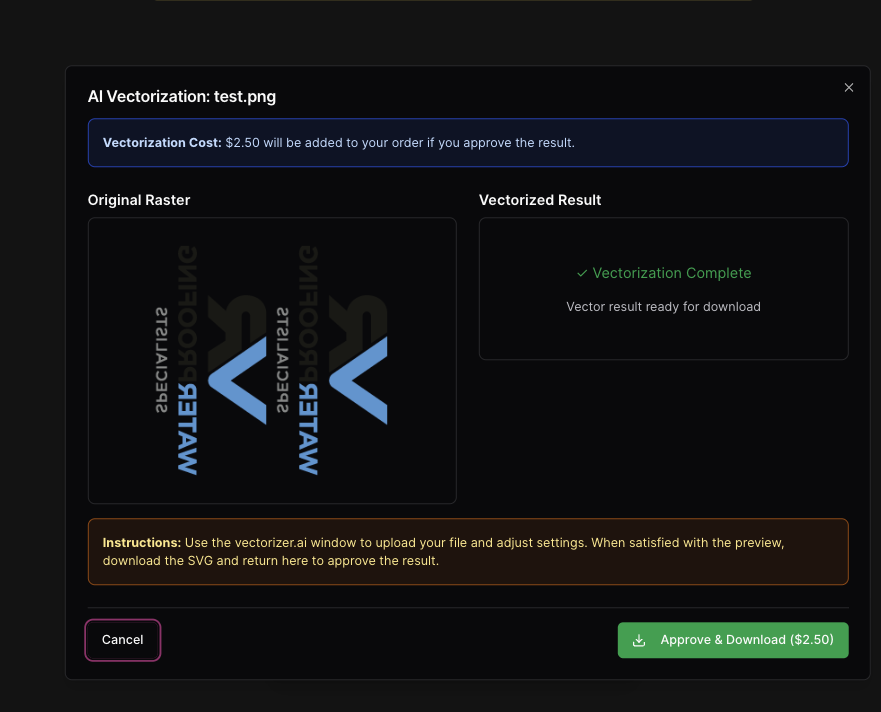 AI Vectorization: test.png
Vectorization Cost: $2.50 will be added to your order if you approve the result.
Original Raster
Vectorized Result
SPECIALISTS
WATERPROOFING
RV
SPECIALISTS
WATERPROOFING
RV
✓ Vectorization Complete
Vector result ready for download
Instructions: Use the vectorizer.ai window to upload your file and adjust settings. When satisfied with the preview,
download the SVG and return here to approve the result.
Cancel
Approve & Download ($2.50)